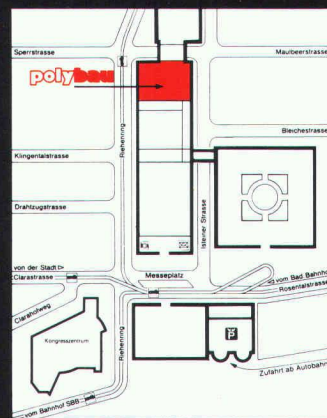 Sperrstrasse
Maulbeerstrasse
polybau
Riehenring
Bleichestrasse
Klingentalstrasse
Isteiner Strasse
Drahtzugstrasse
von der Stadt
Clarastrasse
Messeplatz
vom Bad Bahnhof
Rosentalstrasse
Clarahofweg
Kongresszentrum
Riehenring
P
Zufahrt ab Autobahn
vom Bahnhof SBB